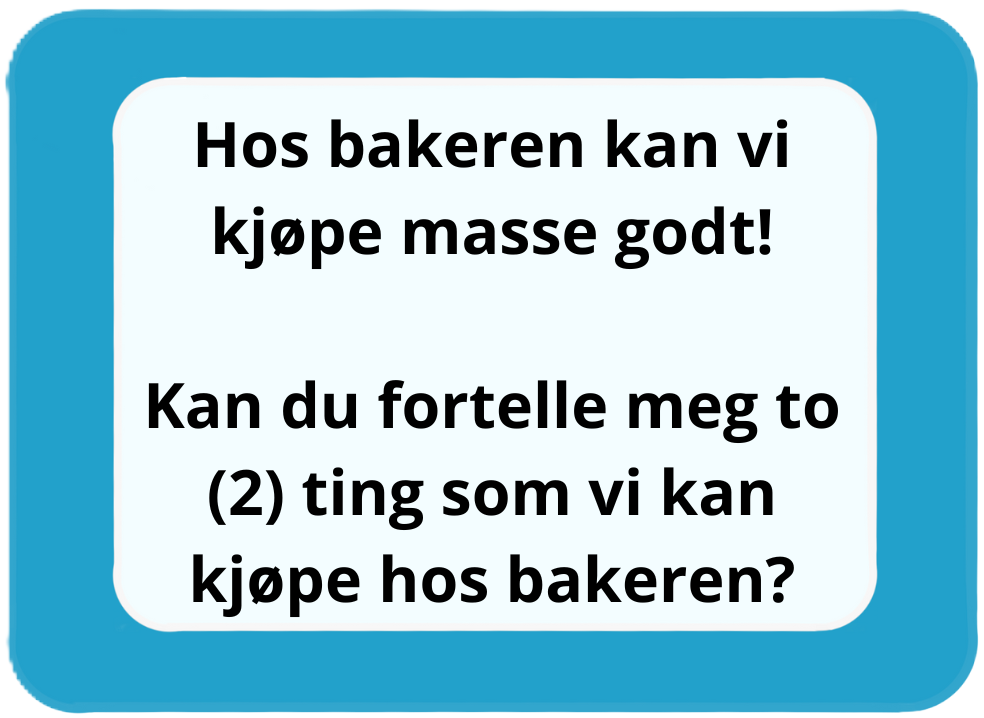 Hos bakeren kan vi
kjøpe masse godt!
Kan du fortelle meg to
(2) ting som vi kan
kjøpe hos bakeren?